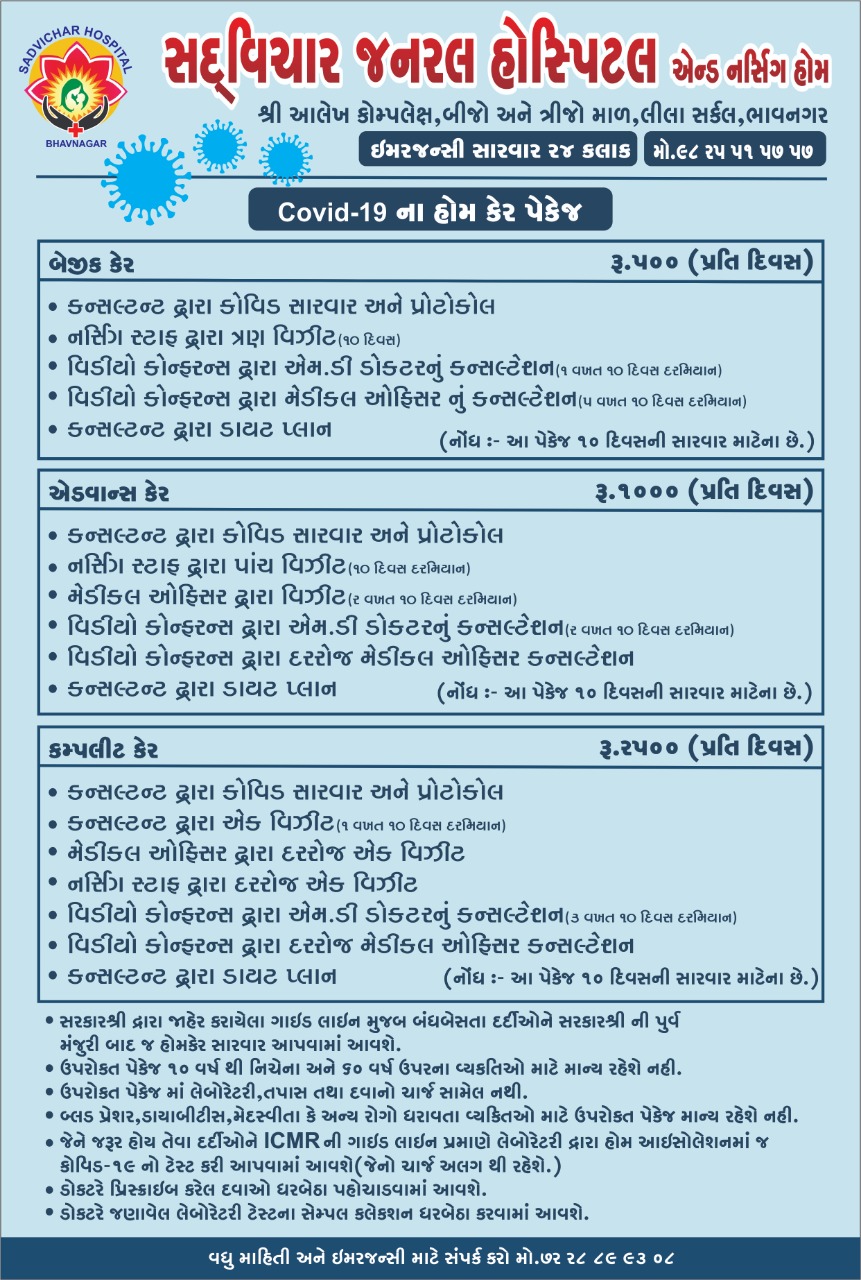 SADVICHAR HOSPITAL
BHAVNAGAR
સદ્‌વિચાર જનરલ હોસ્પિટલ એન્ડ નર્સિંગ હોમ
શ્રી આલેખ કોમ્પલેક્ષ,બીજો અને ત્રીજો માળ,લીલા સર્કલ,ભાવનગર
ઇમરજન્સી સારવાર ૨૪ કલાક મો.૯૮ ૨૫ ૫૧ ૫૭ ૫૭
Covid-19 ના હોમ કેર પેકેજ
બેજીક કેર રૂ.૫૦૦ (પ્રતિ દિવસ)
• કન્સલ્ટન્ટ દ્વારા કોવિડ સારવાર અને પ્રોટોકોલ
• નર્સિંગ સ્ટાફ દ્વારા ત્રણ વિઝીટ(૧૦ દિવસ)
• વિડીયો કોન્ફરન્સ દ્વારા એમ.ડી ડોકટરનું કન્સલ્ટેશન(૧ વખત ૧૦ દિવસ દરમિયાન)
• વિડીયો કોન્ફરન્સ દ્વારા મેડીકલ ઓફિસર નું કન્સલ્ટેશન(૫ વખત ૧૦ દિવસ દરમિયાન)
• કન્સલ્ટન્ટ દ્વારા ડાયટ પ્લાન (નોંધ :- આ પેકેજ ૧૦ દિવસની સારવાર માટેના છે.)
એડવાન્સ કેર રૂ.૧૦૦૦ (પ્રતિ દિવસ)
• કન્સલ્ટન્ટ દ્વારા કોવિડ સારવાર અને પ્રોટોકોલ
• નર્સિંગ સ્ટાફ દ્વારા પાંચ વિઝીટ(૧૦ દિવસ દરમિયાન)
• મેડીકલ ઓફિસર દ્વારા વિઝીટ(૨ વખત ૧૦ દિવસ દરમિયાન)
• વિડીયો કોન્ફરન્સ દ્વારા એમ.ડી ડોકટરનું કન્સલ્ટેશન(૨ વખત ૧૦ દિવસ દરમિયાન)
• વિડીયો કોન્ફરન્સ દ્વારા દરરોજ મેડીકલ ઓફિસર કન્સલ્ટેશન
• કન્સલ્ટન્ટ દ્વારા ડાયટ પ્લાન (નોંધ :- આ પેકેજ ૧૦ દિવસની સારવાર માટેના છે.)
કમ્પલીટ કેર રૂ.૨૫૦૦ (પ્રતિ દિવસ)
• કન્સલ્ટન્ટ દ્વારા કોવિડ સારવાર અને પ્રોટોકોલ
• કન્સલ્ટન્ટ દ્વારા એક વિઝીટ(૧ વખત ૧૦ દિવસ દરમિયાન)
• મેડીકલ ઓફિસર દ્વારા દરરોજ એક વિઝીટ
• નર્સિંગ સ્ટાફ દ્વારા દરરોજ એક વિઝીટ
• વિડીયો કોન્ફરન્સ દ્વારા એમ.ડી ડોકટરનું કન્સલ્ટેશન(૩ વખત ૧૦ દિવસ દરમિયાન)
• વિડીયો કોન્ફરન્સ દ્વારા દરરોજ મેડીકલ ઓફિસર કન્સલ્ટેશન
• કન્સલ્ટન્ટ દ્વારા ડાયટ પ્લાન (નોંધ :- આ પેકેજ ૧૦ દિવસની સારવાર માટેના છે.)
• સરકારશ્રી દ્રારા જાહેર કરાયેલા ગાઇડ લાઇન મુજબ બંધબેસતા દર્દીઓને સરકારશ્રી ની પુર્વ
મંજુરી બાદ જ હોમકેર સારવાર આપવામાં આવશે.
• ઉપરોકત પેકેજ ૧૦ વર્ષ થી નિચેના અને ૬૦ વર્ષ ઉપરના વ્યકતિઓ માટે માન્ય રહેશે નહી.
• ઉપરોકત પેકેજ માં લેબોરેટરી,તપાસ તથા દવાનો ચાર્જ સામેલ નથી.
• બ્લડ પ્રેશર,ડાયાબીટીસ,મેદસ્વીતા કે અન્ય રોગો ધરાવતા વ્યકિતઓ માટે ઉપરોકત પેકેજ માન્ય રહેશે નહી.
• જેને જરૂર હોય તેવા દર્દીઓને ICMR ની ગાઇડ લાઇન પ્રમાણે લેબોરેટરી દ્રારા હોમ આઇસોલેશનમાં જ
કોવિડ-૧૯ નો ટેસ્ટ કરી આપવામાં આવશે(જેનો ચાર્જ અલગ થી રહેશે.)
• ડોકટરે પ્રિસ્ક્રાઇબ કરેલ દવાઓ ઘરબેઠા પહોચાડવામાં આવશે.
• ડોકટરે જણાવેલ લેબોરેટરી ટેસ્ટના સેમ્પલ કલેકશન ઘરબેઠા કરવામાં આવશે.
વધુ માહિતી અને ઇમરજન્સી માટે સંપર્ક કરો મો.૭૨ ૨૮ ૮૯ ૯૩ ૦૮